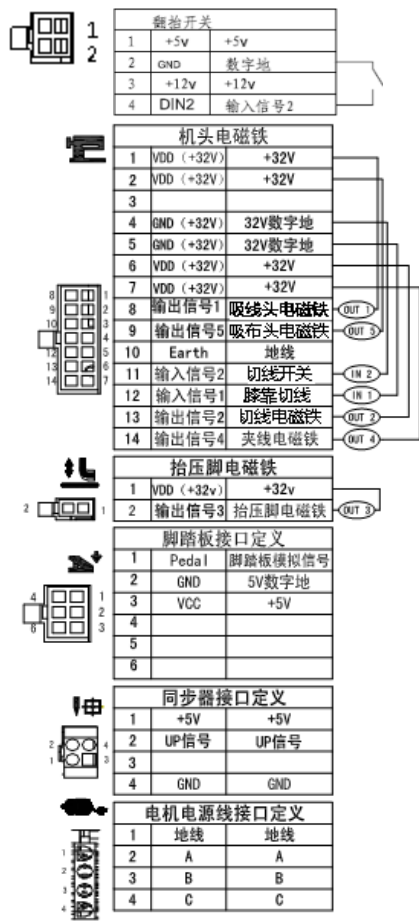 翻抬开关
1 +5v +5v
2 GND 数字地
3 +12v +12v
4 DIN2 输入信号2
1
2
机头电磁铁
1 VDD (+32V) +32V
2 VDD (+32V) +32V
3
4 GND (+32V) 32V数字地
5 GND (+32V) 32V数字地
6 VDD (+32V) +32V
7 VDD (+32V) +32V
8 输出信号1 吸线头电磁铁 OUT 1
9 输出信号5 吸布头电磁铁 OUT 5
10 Earth 地线
11 输入信号2 切线开关 IN 2
12 输入信号1 膝靠切线 IN 1
13 输出信号2 切线电磁铁 OUT 2
14 输出信号4 夹线电磁铁 OUT 4
8 1
9 2
10 3
4
12 5
13 6
14 7
抬压脚电磁铁
1 VDD (+32v) +32v
2 输出信号3 抬压脚电磁铁 OUT 3
2 1
脚踏板接口定义
1 Pedal 脚踏板模拟信号
2 GND 5V数字地
3 VCC +5V
4
5
6
4 1
2
6 3
同步器接口定义
1 +5V +5V
2 UP信号 UP信号
3
4 GND GND
2 4
1 3
电机电源线接口定义
1 地线 地线
2 A A
3 B B
4 C C
1
2
3
4